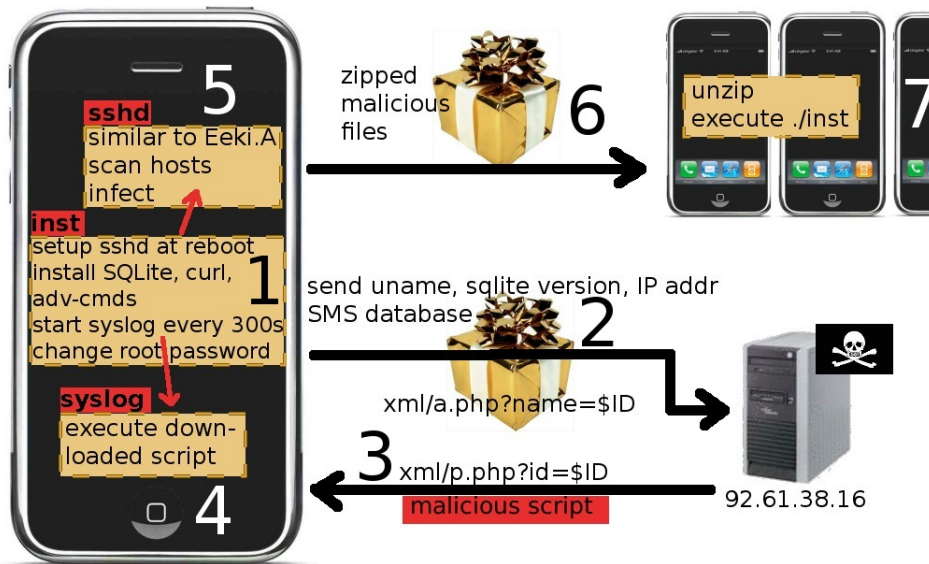 5
sshd
similar to Eeki.A
scan hosts
infect
inst
setup sshd at reboot
install SQLite, curl,
adv-cmds
start syslog every 300s
change root password
1
syslog
execute down-
loaded script
4
zipped
malicious
files
6
unzip
execute ./inst
7
send uname, sqlite version, IP addr
SMS database
2
xml/a.php?name=$ID
3
xml/p.php?id=$ID
malicious script
92.61.38.16